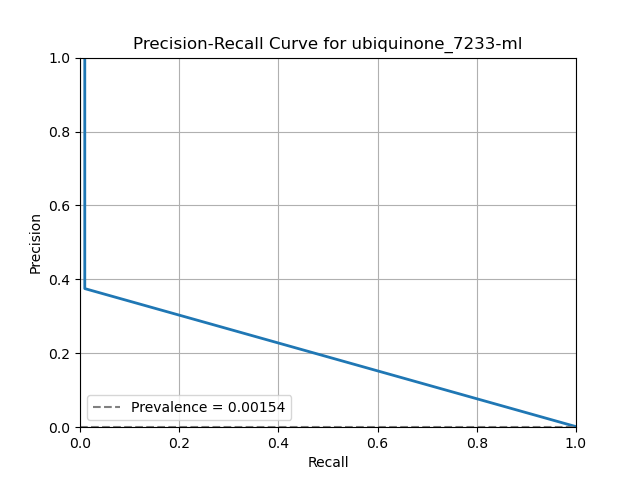 Precision-Recall Curve for ubiquinone_7233-ml
1.0
0.8
0.6
0.4
0.2
0.0
Precision
Prevalence = 0.00154
0.0 0.2 0.4 0.6 0.8 1.0
Recall